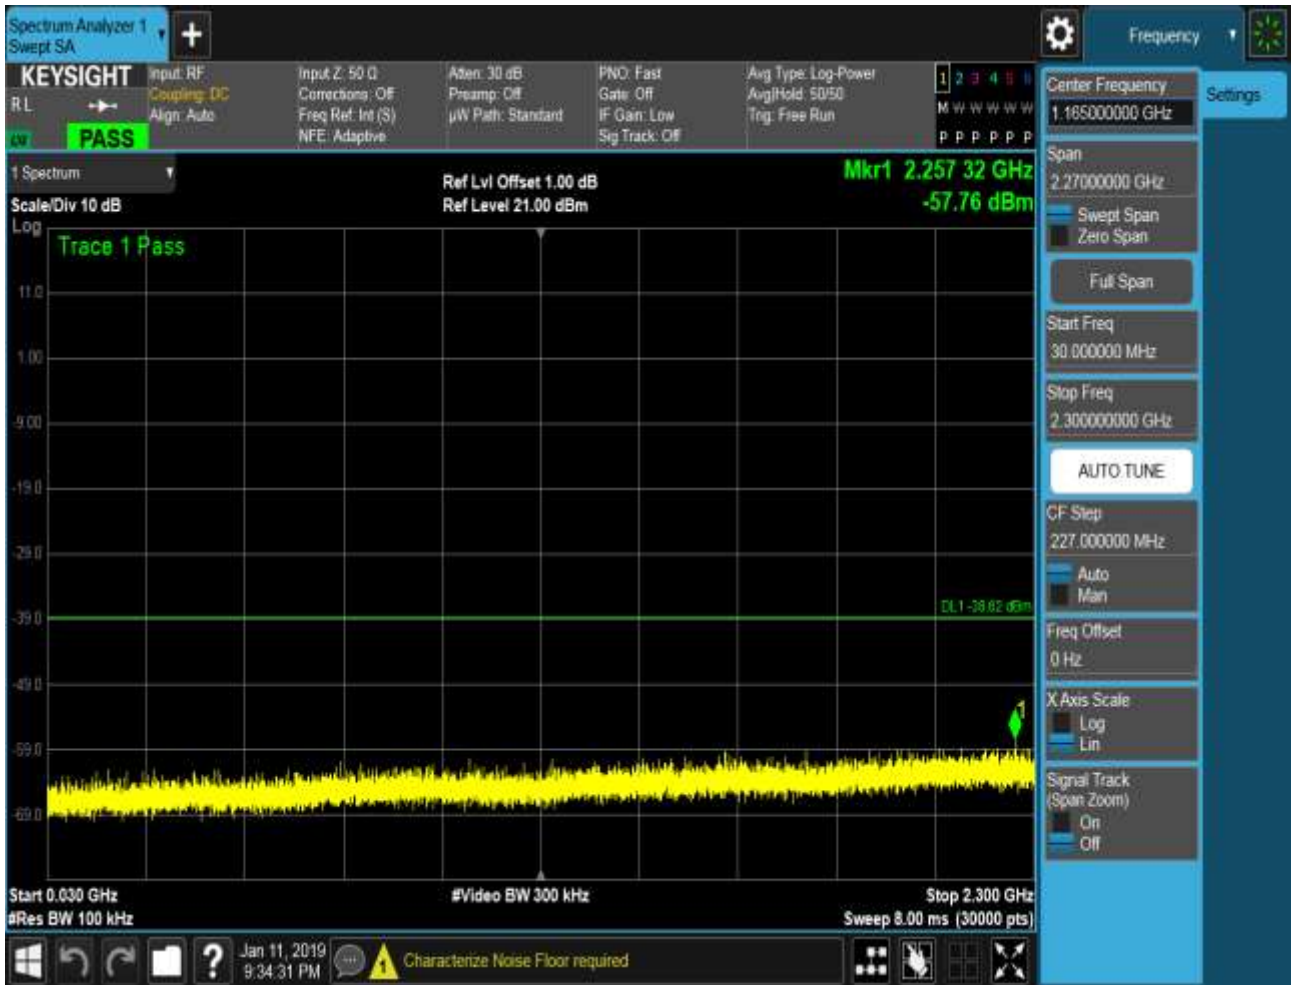 Spectrum Analyzer 1
Swept SA
+
Frequency
KEYSIGHT
RL
PASS
Input: RF
Coupling: DC
Align: Auto
Input Z: 50 Ω
Corrections: Off
Freq Ref: Int (S)
NFE: Adaptive
Atten: 30 dB
Preamp: Off
µW Path: Standard
PNO: Fast
Gate: Off
IF Gain: Low
Sig Track: Off
Avg Type: Log-Power
Avg|Hold: 50/50
Trig: Free Run
1 2 3 4 5 6
M W W W W W
P P P P P P
1 Spectrum
Scale/Div 10 dB
Ref Lvl Offset 1.00 dB
Ref Level 21.00 dBm
Mkr1 2.257 32 GHz
-57.76 dBm
Log
Trace 1 Pass
11.0
1.00
-9.00
-19.0
-29.0
DL1 -38.62 dBm
-39.0
-49.0
1
-59.0
-69.0
Start 0.030 GHz
#Video BW 300 kHz
Stop 2.300 GHz
#Res BW 100 kHz
Sweep 8.00 ms (30000 pts)
Center Frequency
1.165000000 GHz
Settings
Span
2.27000000 GHz
Swept Span
Zero Span
Full Span
Start Freq
30.000000 MHz
Stop Freq
2.300000000 GHz
AUTO TUNE
CF Step
227.000000 MHz
Auto
Man
Freq Offset
0 Hz
X Axis Scale
Log
Lin
Signal Track
(Span Zoom)
On
Off
?
Jan 11, 2019
9:34:31 PM
1
Characterize Noise Floor required